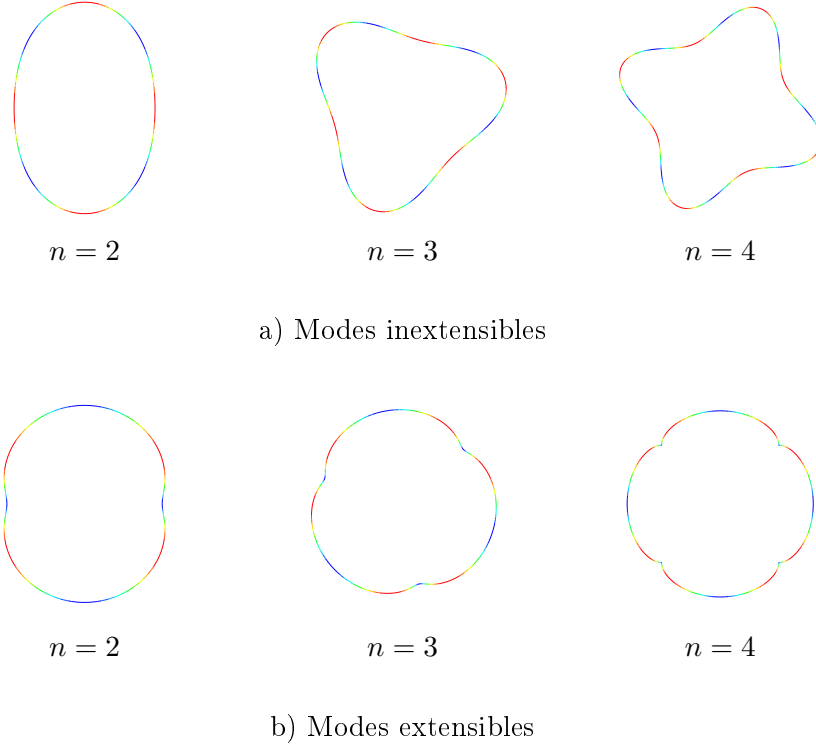 n = 2 n = 3 n = 4
a) Modes inextensibles
n = 2 n = 3 n = 4
b) Modes extensibles